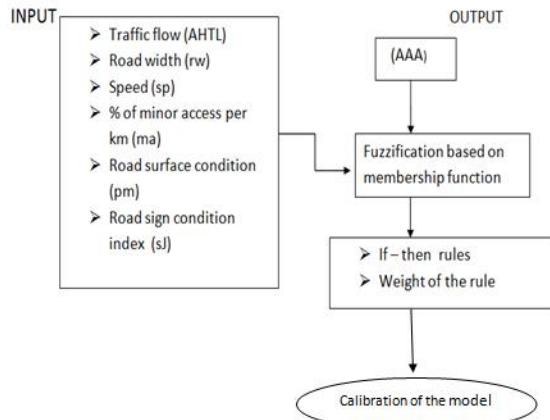 INPUT
OUTPUT
➢ Traffic flow (AHTL)
➢ Road width (rw)
➢ Speed (sp)
➢ % of minor access per
km (ma)
➢ Road surface condition
(pm)
➢ Road sign condition
index (sJ)
(AAA)
Fuzzification based on
membership function
➢ If – then rules
➢ Weight of the rule
Calibration of the model